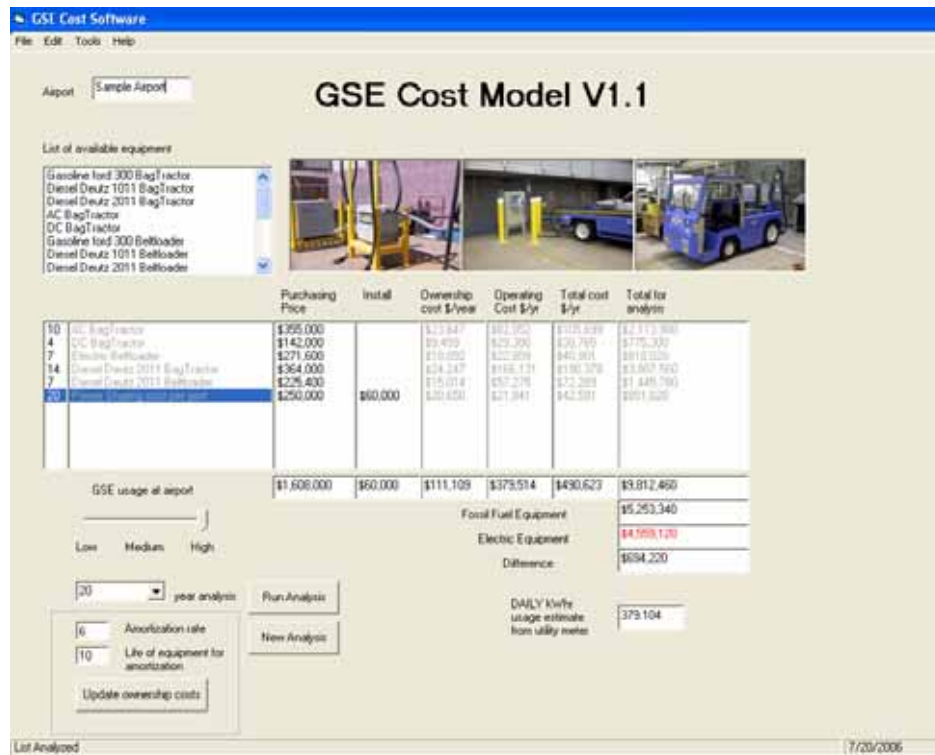 GSE Cost Software
File Edit Tools Help
Airport Sample Airport
GSE Cost Model V1.1
List of available equipment
Gasoline ford 300 BagTractor
Diesel Deutz 1011 BagTractor
Diesel Deutz 2011 BagTractor
AC BagTractor
DC BagTractor
Gasoline ford 300 Beltloader
Diesel Deutz 1011 Beltloader
Diesel Deutz 2011 Beltloader
Purchasing Price Install Ownership cost $/year Operating Cost $/yr Total cost $/yr Total for analysis
10 AC BagTractor $355,000
4 DC BagTractor $142,000
7 Electric Beltloader $271,600
14 Diesel Deutz 2011 BagTractor $364,000
7 Diesel Deutz 2011 Beltloader $225,400
20 $250,000 $60,000
$1,608,000 $60,000 $111,109 $379,514 $490,623 $9,812,460
GSE usage at airport
Low Medium High
Fossil Fuel Equipment $5,253,340
Electric Equipment $4,559,120
Difference $694,220
20 year analysis
Run Analysis
DAILY kWhr usage estimate from utility meter 379.104
6 Amortization rate
New Analysis
10 Life of equipment for amortization
Update ownership costs
List Analyzed 7/20/2006